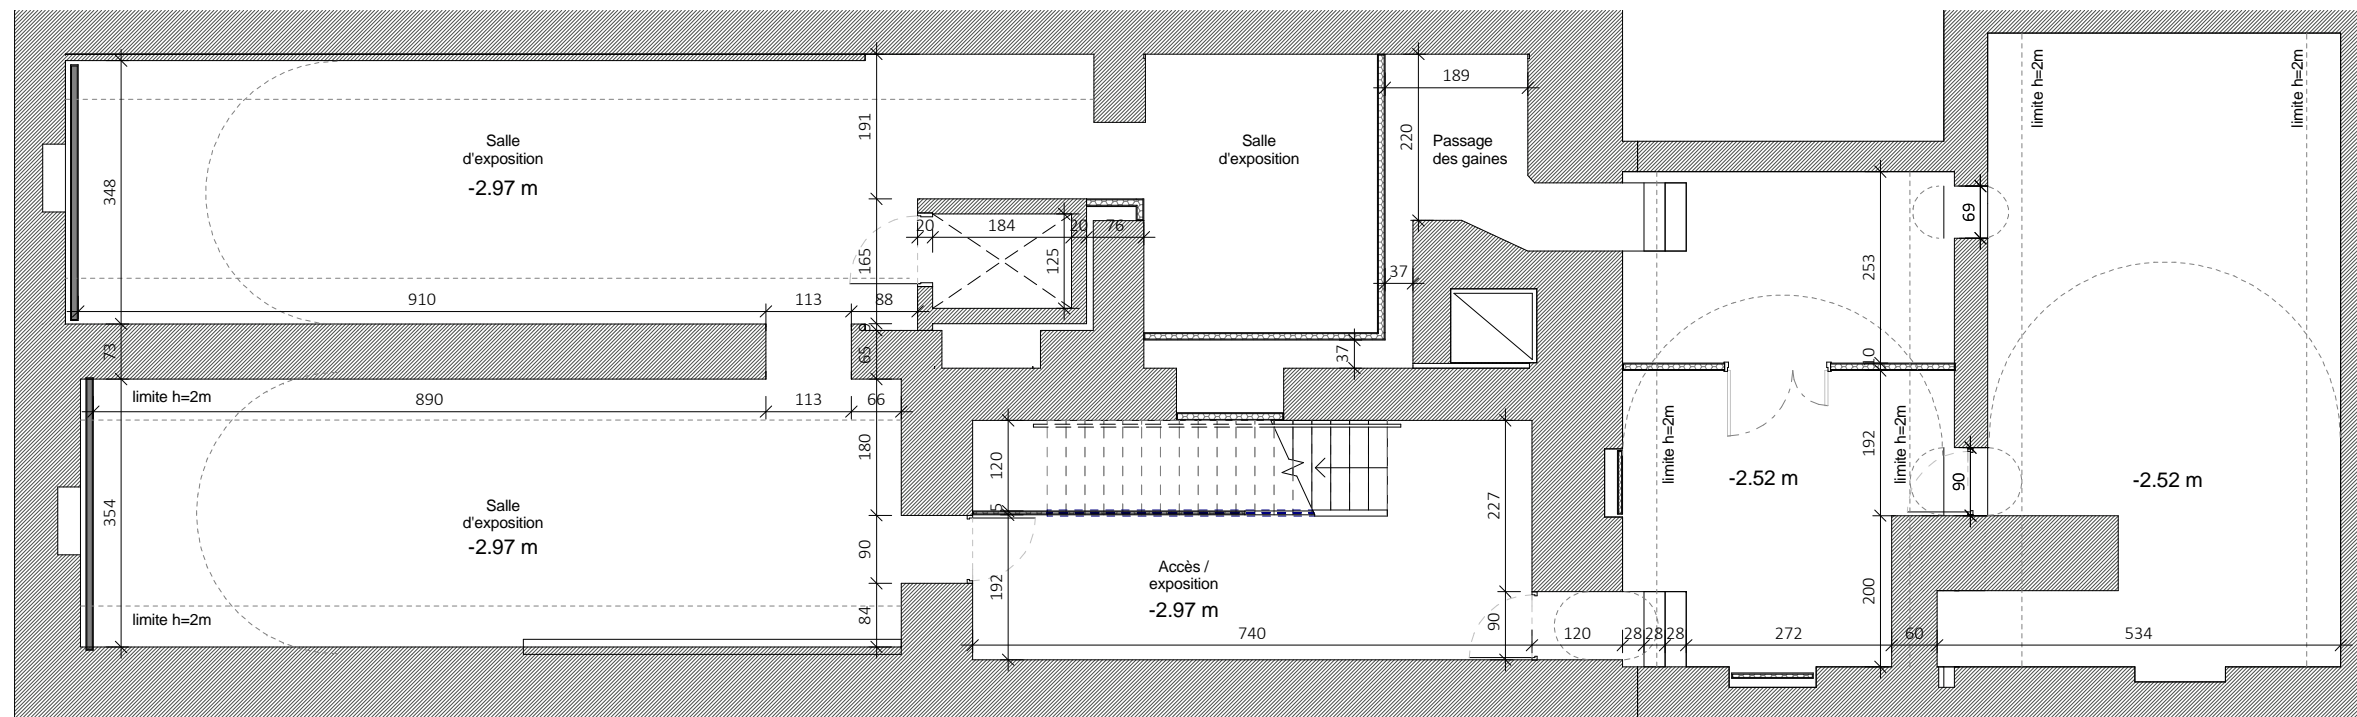 Salle
d'exposition
-2.97 m
348
191
165
910
113
88
9
20
184
20
76
125
Salle
d'exposition
189
220
Passage
des gaines
37
37
73
65
limite h=2m
890
113
66
180
354
90
84
Salle
d'exposition
-2.97 m
limite h=2m
120
5
192
227
90
Accès /
exposition
-2.97 m
740
120
28
28
28
272
60
534
253
10
192
200
69
90
limite h=2m
limite h=2m
-2.52 m
limite h=2m
limite h=2m
-2.52 m